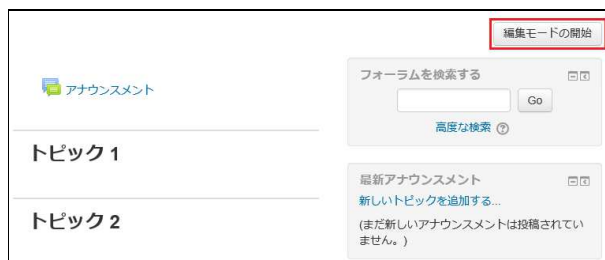 編集モードの開始
アナウンスメント
トピック 1
トピック 2
フォーラムを検索する
Go
高度な検索 ?
最新アナウンスメント
新しいトピックを追加する...
(まだ新しいアナウンスメントは投稿されてい
ません。)